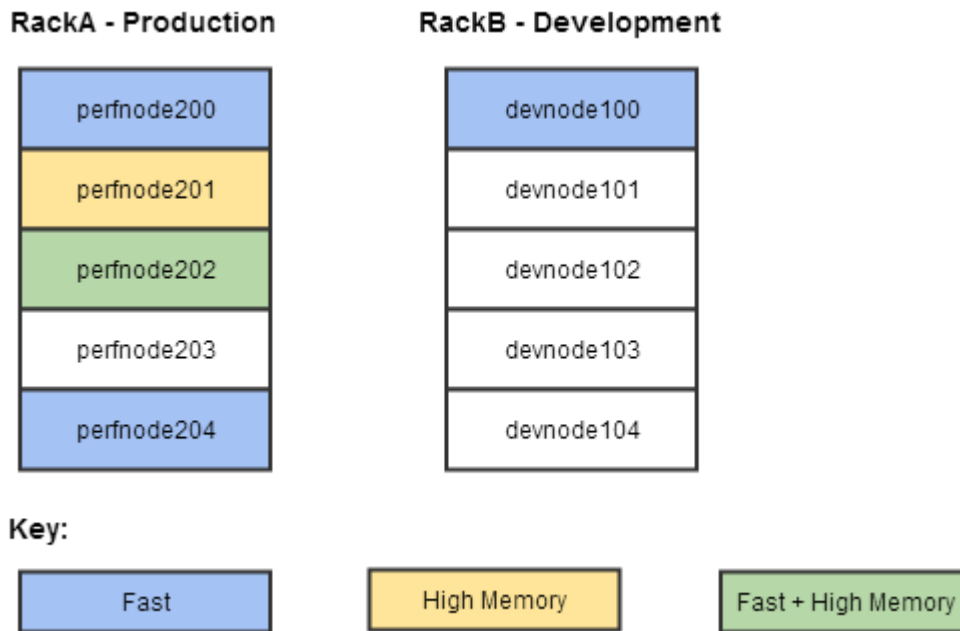 RackA - Production
RackB - Development
perfnode200
perfnode201
perfnode202
perfnode203
perfnode204
devnode100
devnode101
devnode102
devnode103
devnode104
Key:
Fast
High Memory
Fast + High Memory